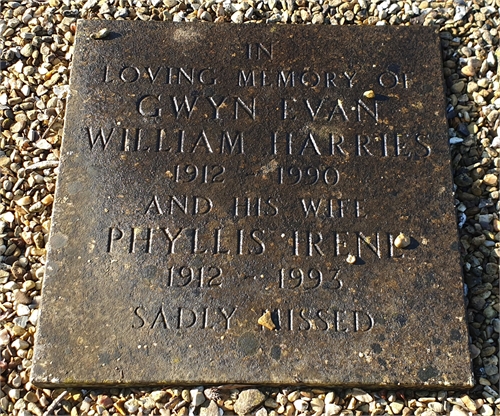 IN
LOVING MEMORY OF
GWYN EVAN
WILLIAM HARRIES
1912 - 1990
AND HIS WIFE
PHYLLIS IRENE
1912 - 1993
SADLY MISSED